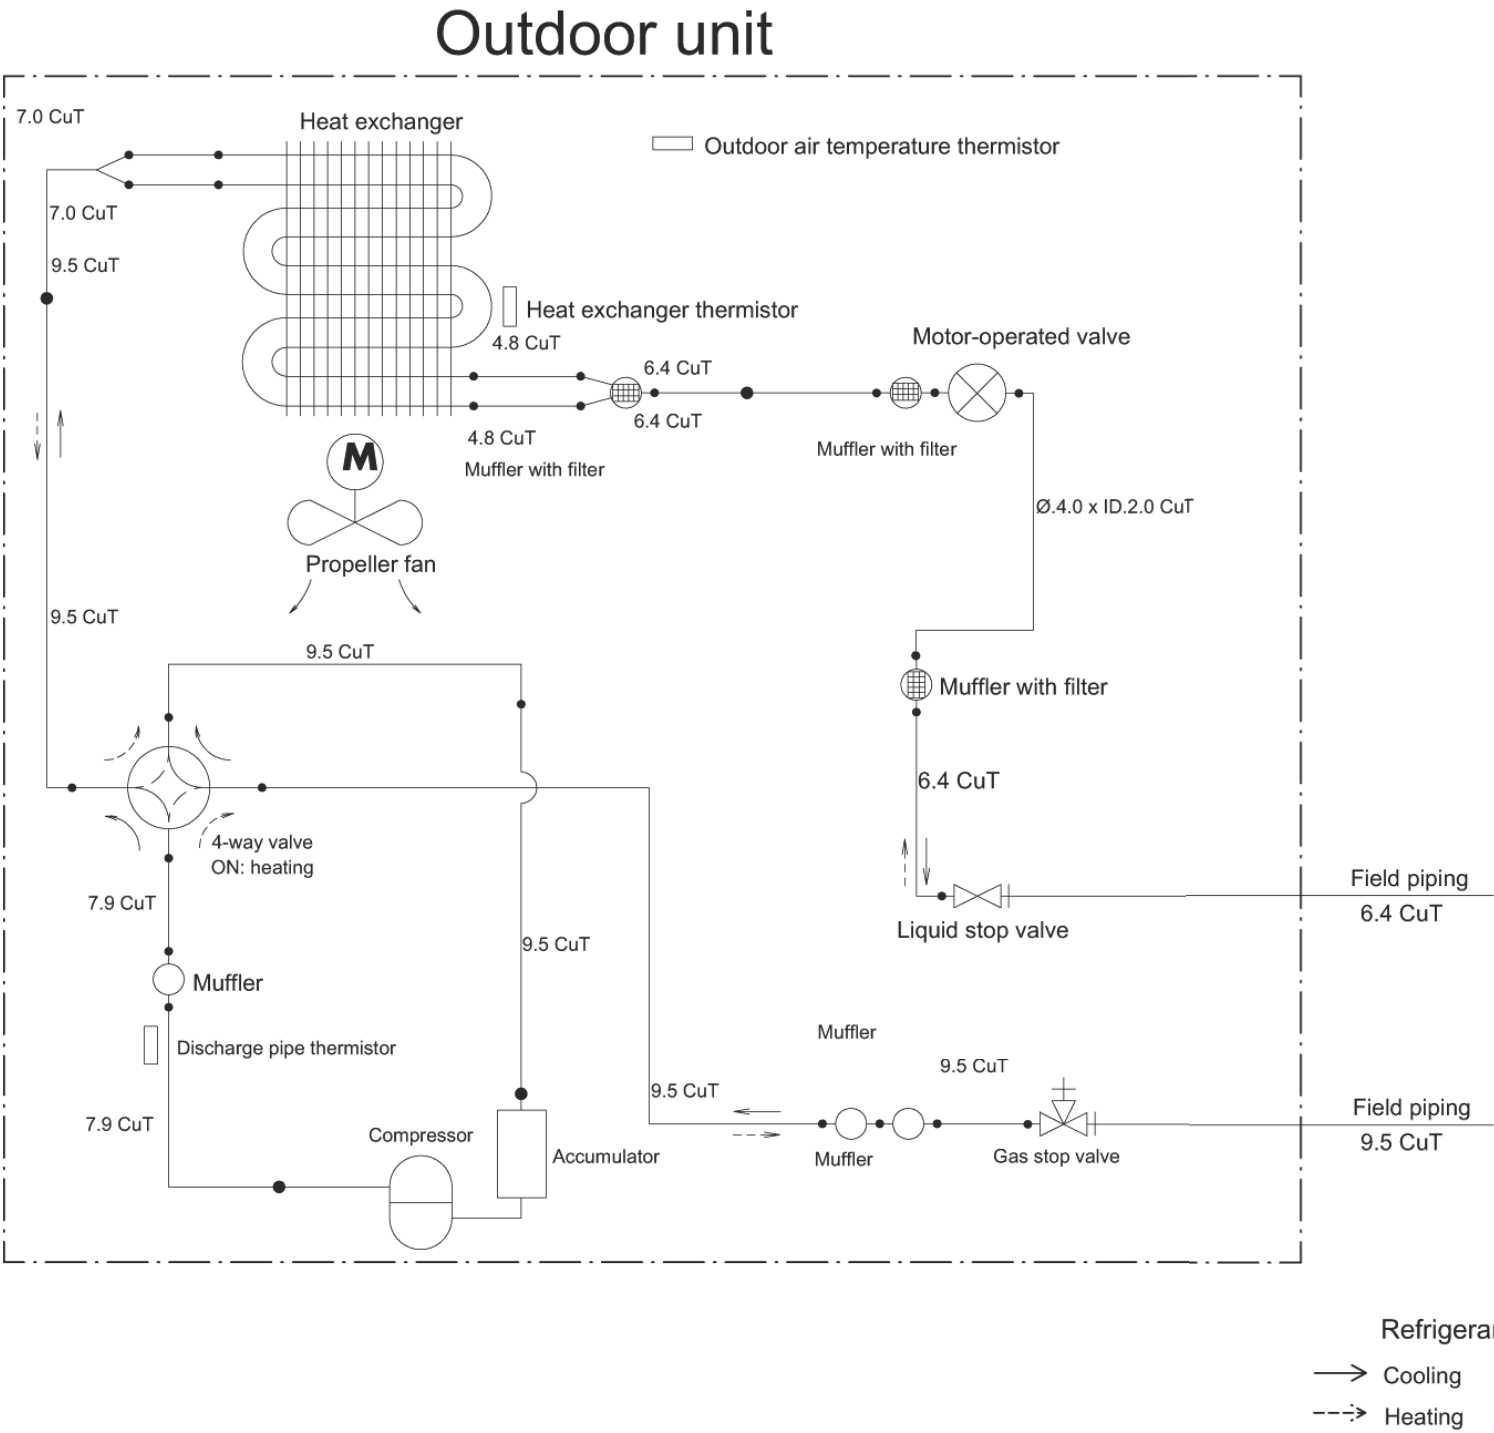 Outdoor unit
7.0 CuT
Heat exchanger
Outdoor air temperature thermistor
7.0 CuT
9.5 CuT
Heat exchanger thermistor
4.8 CuT
Motor-operated valve
6.4 CuT
6.4 CuT
4.8 CuT
Muffler with filter
Muffler with filter
M
Ø.4.0 x ID.2.0 CuT
Propeller fan
9.5 CuT
9.5 CuT
Muffler with filter
6.4 CuT
4-way valve
ON: heating
7.9 CuT
Field piping
6.4 CuT
Liquid stop valve
9.5 CuT
Muffler
Discharge pipe thermistor
Muffler
9.5 CuT
9.5 CuT
7.9 CuT
Compressor
Accumulator
Muffler
Gas stop valve
Field piping
9.5 CuT
Refrigera
Cooling
Heating